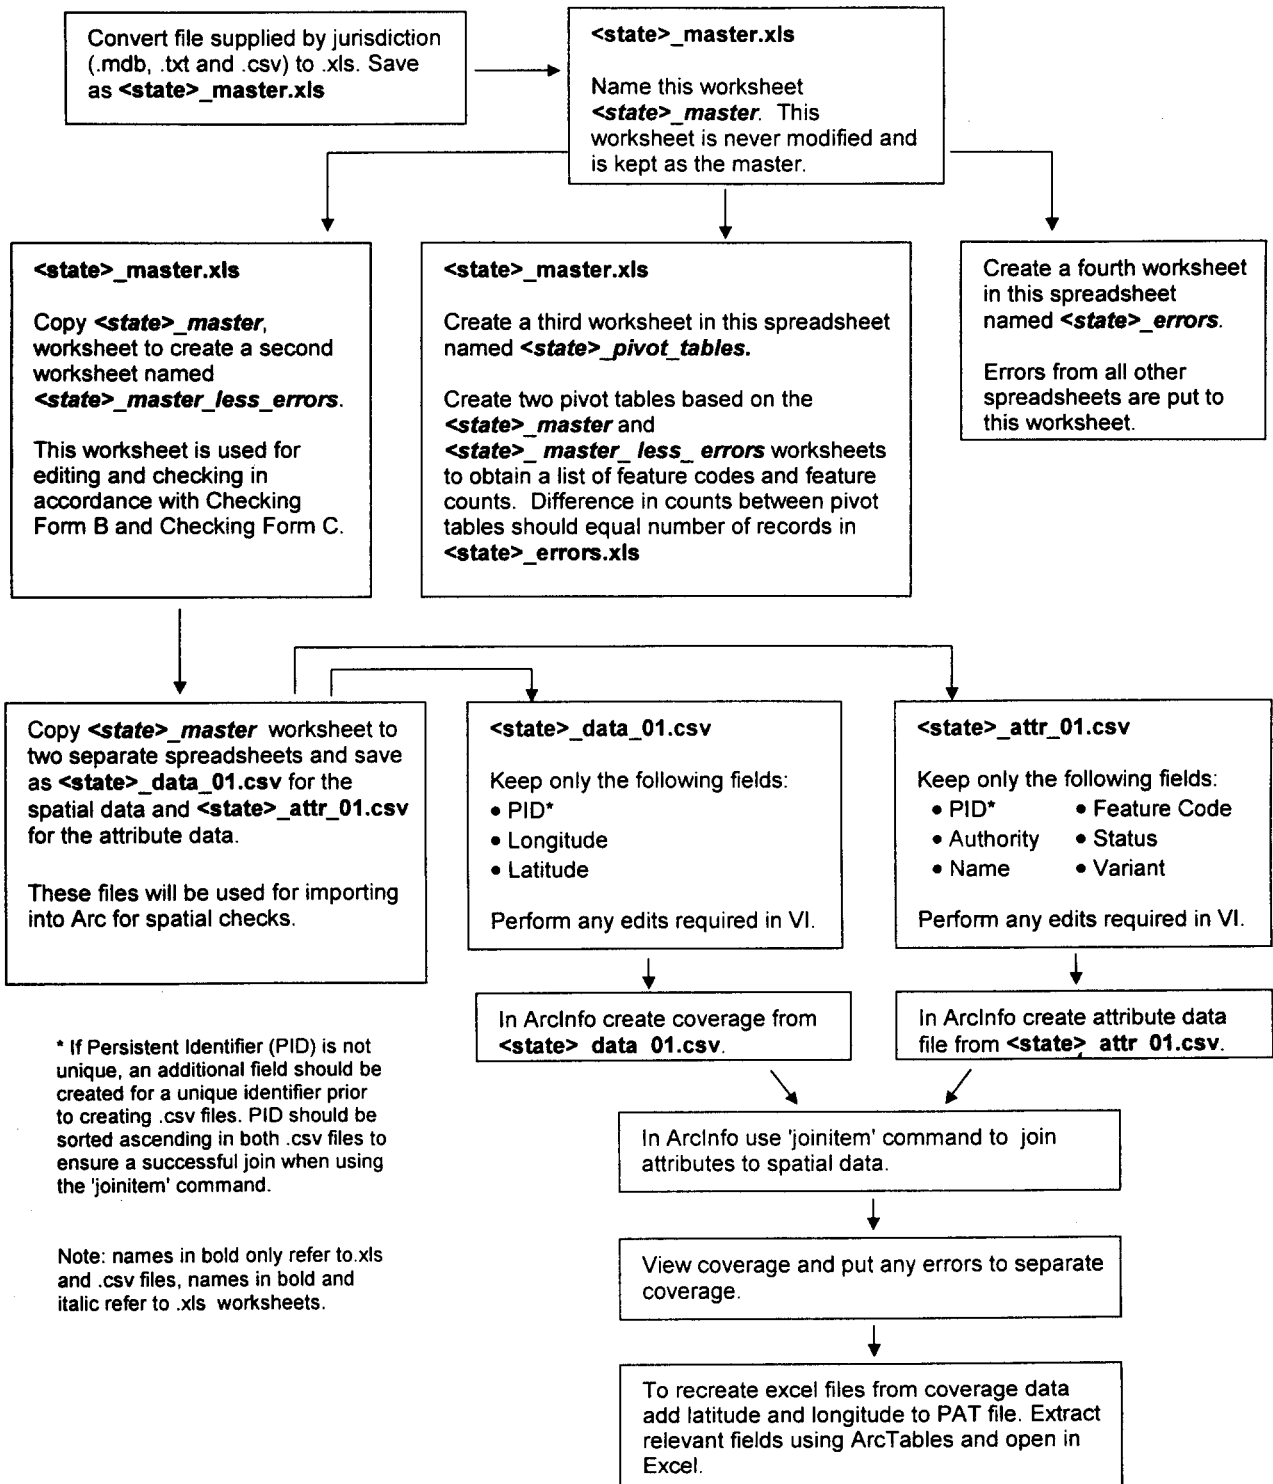 Convert file supplied by jurisdiction
(.mdb, .txt and .csv) to .xls. Save
as <state>_master.xls
<state>_master.xls
Name this worksheet
<state>_master. This
worksheet is never modified and
is kept as the master.
<state>_master.xls
Copy <state>_master,
worksheet to create a second
worksheet named
<state>_master_less_errors.
This worksheet is used for
editing and checking in
accordance with Checking
Form B and Checking Form C.
<state>_master.xls
Create a third worksheet in this spreadsheet
named <state>_pivot_tables.
Create two pivot tables based on the
<state>_master and
<state>_ master_ less_ errors worksheets
to obtain a list of feature codes and feature
counts. Difference in counts between pivot
tables should equal number of records in
<state>_errors.xls
Create a fourth worksheet
in this spreadsheet
named <state>_errors.
Errors from all other
spreadsheets are put to
this worksheet.
Copy <state>_master worksheet to
two separate spreadsheets and save
as <state>_data_01.csv for the
spatial data and <state>_attr_01.csv
for the attribute data.
These files will be used for importing
into Arc for spatial checks.
<state>_data_01.csv
Keep only the following fields:
• PID*
• Longitude
• Latitude
Perform any edits required in VI.
<state>_attr_01.csv
Keep only the following fields:
• PID* • Feature Code
• Authority • Status
• Name • Variant
Perform any edits required in VI.
In ArcInfo create coverage from
<state>_data_01.csv.
In ArcInfo create attribute data
file from <state>_attr_01.csv.
* If Persistent Identifier (PID) is not
unique, an additional field should be
created for a unique identifier prior
to creating .csv files. PID should be
sorted ascending in both .csv files to
ensure a successful join when using
the 'joinitem' command.
Note: names in bold only refer to.xls
and .csv files, names in bold and
italic refer to .xls worksheets.
In ArcInfo use 'joinitem' command to join
attributes to spatial data.
View coverage and put any errors to separate
coverage.
To recreate excel files from coverage data
add latitude and longitude to PAT file. Extract
relevant fields using ArcTables and open in
Excel.